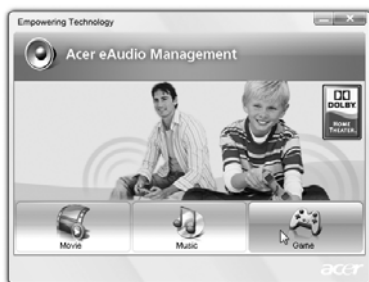 Empowering Technology
Acer eAudio Management
DOLBY
HOME
THEATER
Movie
Music
Game
acer